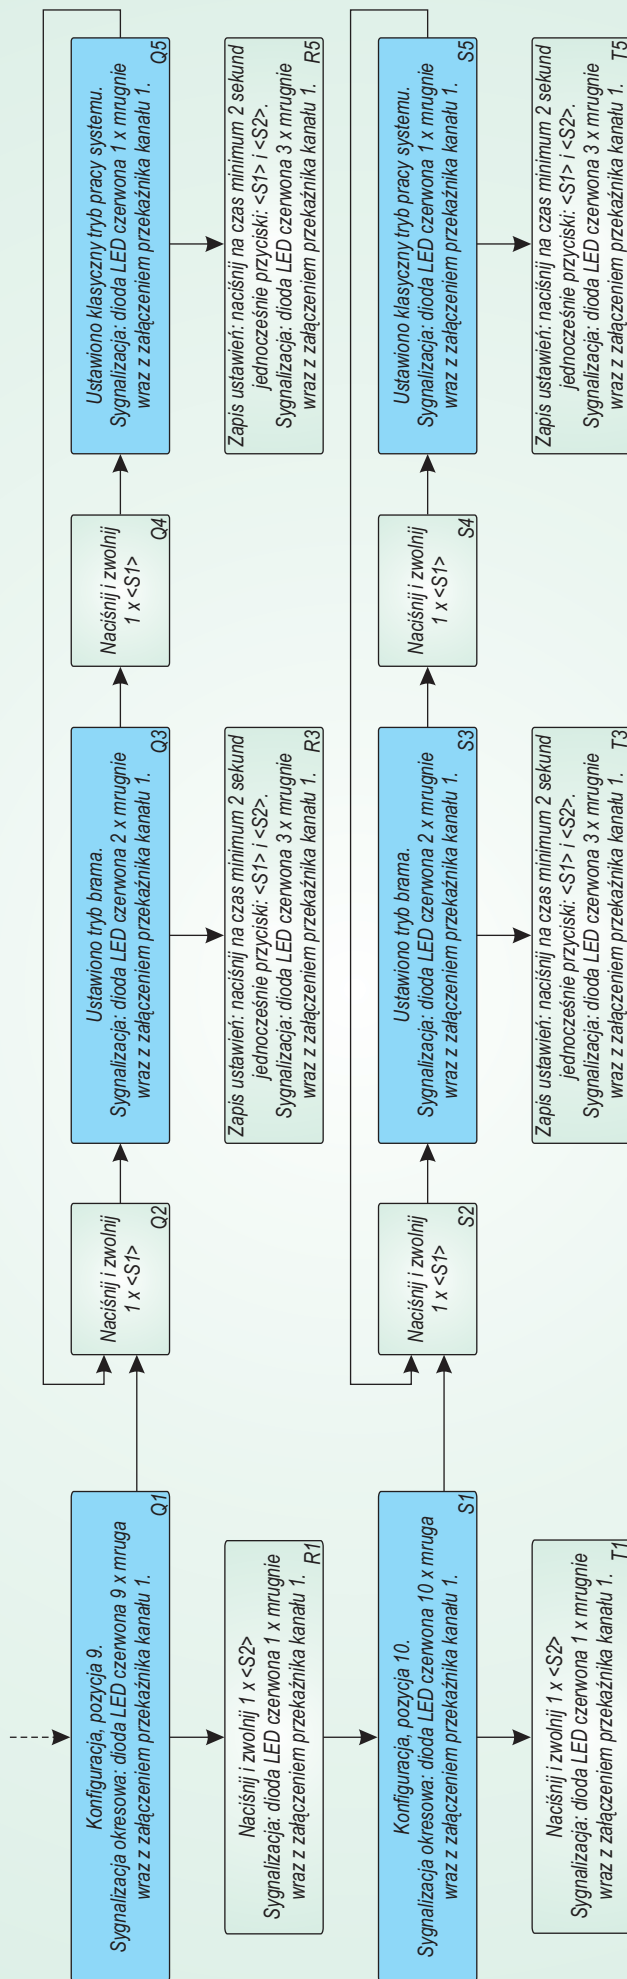 Konfiguracja, pozycja 9.
Sygnalizacja okresowa: dioda LED czerwona 9 x mruga
wraz z załączeniem przekaźnika kanału 1.
Q1
Naciśnij i zwolnij
1 x <S1>
Q2
Ustawiono tryb brama.
Sygnalizacja: dioda LED czerwona 2 x mrugnie
wraz z załączeniem przekaźnika kanału 1.
Q3
Naciśnij i zwolnij
1 x <S1>
Q4
Ustawiono klasyczny tryb pracy systemu.
Sygnalizacja: dioda LED czerwona 1 x mrugnie
wraz z załączeniem przekaźnika kanału 1.
Q5
Naciśnij i zwolnij 1 x <S2>
Sygnalizacja: dioda LED czerwona 1 x mrugnie
wraz z załączeniem przekaźnika kanału 1.
R1
Zapis ustawień: naciśnij na czas minimum 2 sekund
jednocześnie przyciski: <S1> i <S2>.
Sygnalizacja: dioda LED czerwona 3 x mrugnie
wraz z załączeniem przekaźnika kanału 1.
R3
Zapis ustawień: naciśnij na czas minimum 2 sekund
jednocześnie przyciski: <S1> i <S2>.
Sygnalizacja: dioda LED czerwona 3 x mrugnie
wraz z załączeniem przekaźnika kanału 1.
R5
Konfiguracja, pozycja 10.
Sygnalizacja okresowa: dioda LED czerwona 10 x mruga
wraz z załączeniem przekaźnika kanału 1.
S1
Naciśnij i zwolnij
1 x <S1>
S2
Ustawiono tryb brama.
Sygnalizacja: dioda LED czerwona 2 x mrugnie
wraz z załączeniem przekaźnika kanału 1.
S3
Naciśnij i zwolnij
1 x <S1>
S4
Ustawiono klasyczny tryb pracy systemu.
Sygnalizacja: dioda LED czerwona 1 x mrugnie
wraz z załączeniem przekaźnika kanału 1.
S5
Naciśnij i zwolnij 1 x <S2>
Sygnalizacja: dioda LED czerwona 1 x mrugnie
wraz z załączeniem przekaźnika kanału 1.
T1
Zapis ustawień: naciśnij na czas minimum 2 sekund
jednocześnie przyciski: <S1> i <S2>.
Sygnalizacja: dioda LED czerwona 3 x mrugnie
wraz z załączeniem przekaźnika kanału 1.
T3
Zapis ustawień: naciśnij na czas minimum 2 sekund
jednocześnie przyciski: <S1> i <S2>.
Sygnalizacja: dioda LED czerwona 3 x mrugnie
wraz z załączeniem przekaźnika kanału 1.
T5